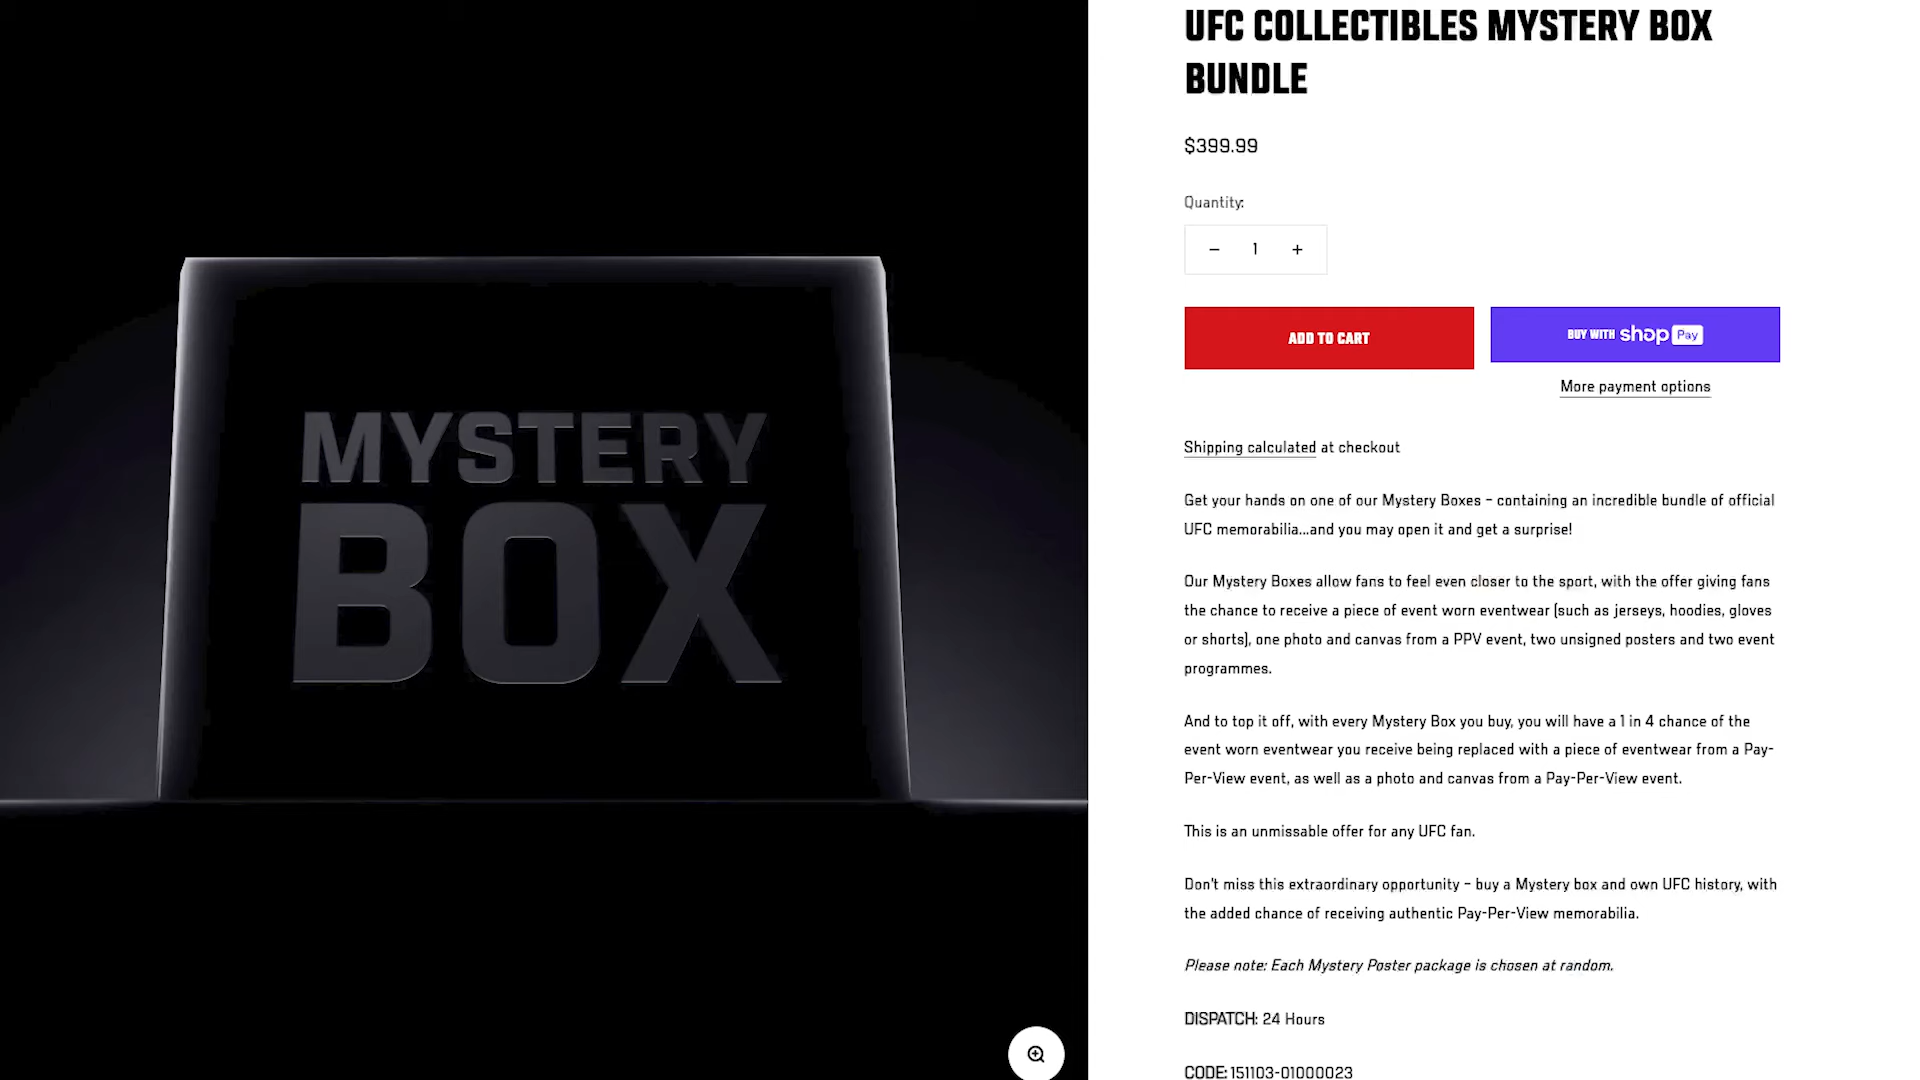 MYSTERY
BOX
UFC COLLECTIBLES MYSTERY BOX
BUNDLE
$399.99
Quantity:
− 1 +
ADD TO CART
BUY WITH shop Pay
More payment options
Shipping calculated at checkout
Get your hands on one of our Mystery Boxes – containing an incredible bundle of official
UFC memorabilia...and you may open it and get a surprise!
Our Mystery Boxes allow fans to feel even closer to the sport, with the offer giving fans
the chance to receive a piece of event worn eventwear (such as jerseys, hoodies, gloves
or shorts), one photo and canvas from a PPV event, two unsigned posters and two event
programmes.
And to top it off, with every Mystery Box you buy, you will have a 1 in 4 chance of the
event worn eventwear you receive being replaced with a piece of eventwear from a Pay-
Per-View event, as well as a photo and canvas from a Pay-Per-View event.
This is an unmissable offer for any UFC fan.
Don't miss this extraordinary opportunity – buy a Mystery box and own UFC history, with
the added chance of receiving authentic Pay-Per-View memorabilia.
Please note: Each Mystery Poster package is chosen at random.
DISPATCH: 24 Hours
CODE: 151103-01000023